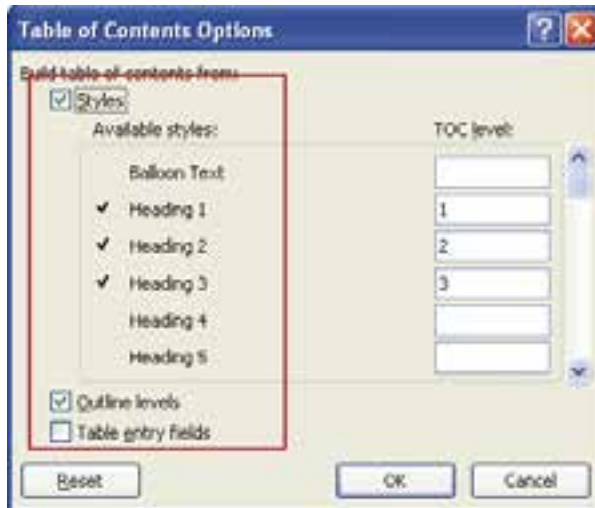 Table of Contents Options
Build table of contents from:
Styles
Available styles: TOC level:
Balloon Text
Heading 1 1
Heading 2 2
Heading 3 3
Heading 4
Heading 5
Outline levels
Table entry fields
Reset OK Cancel